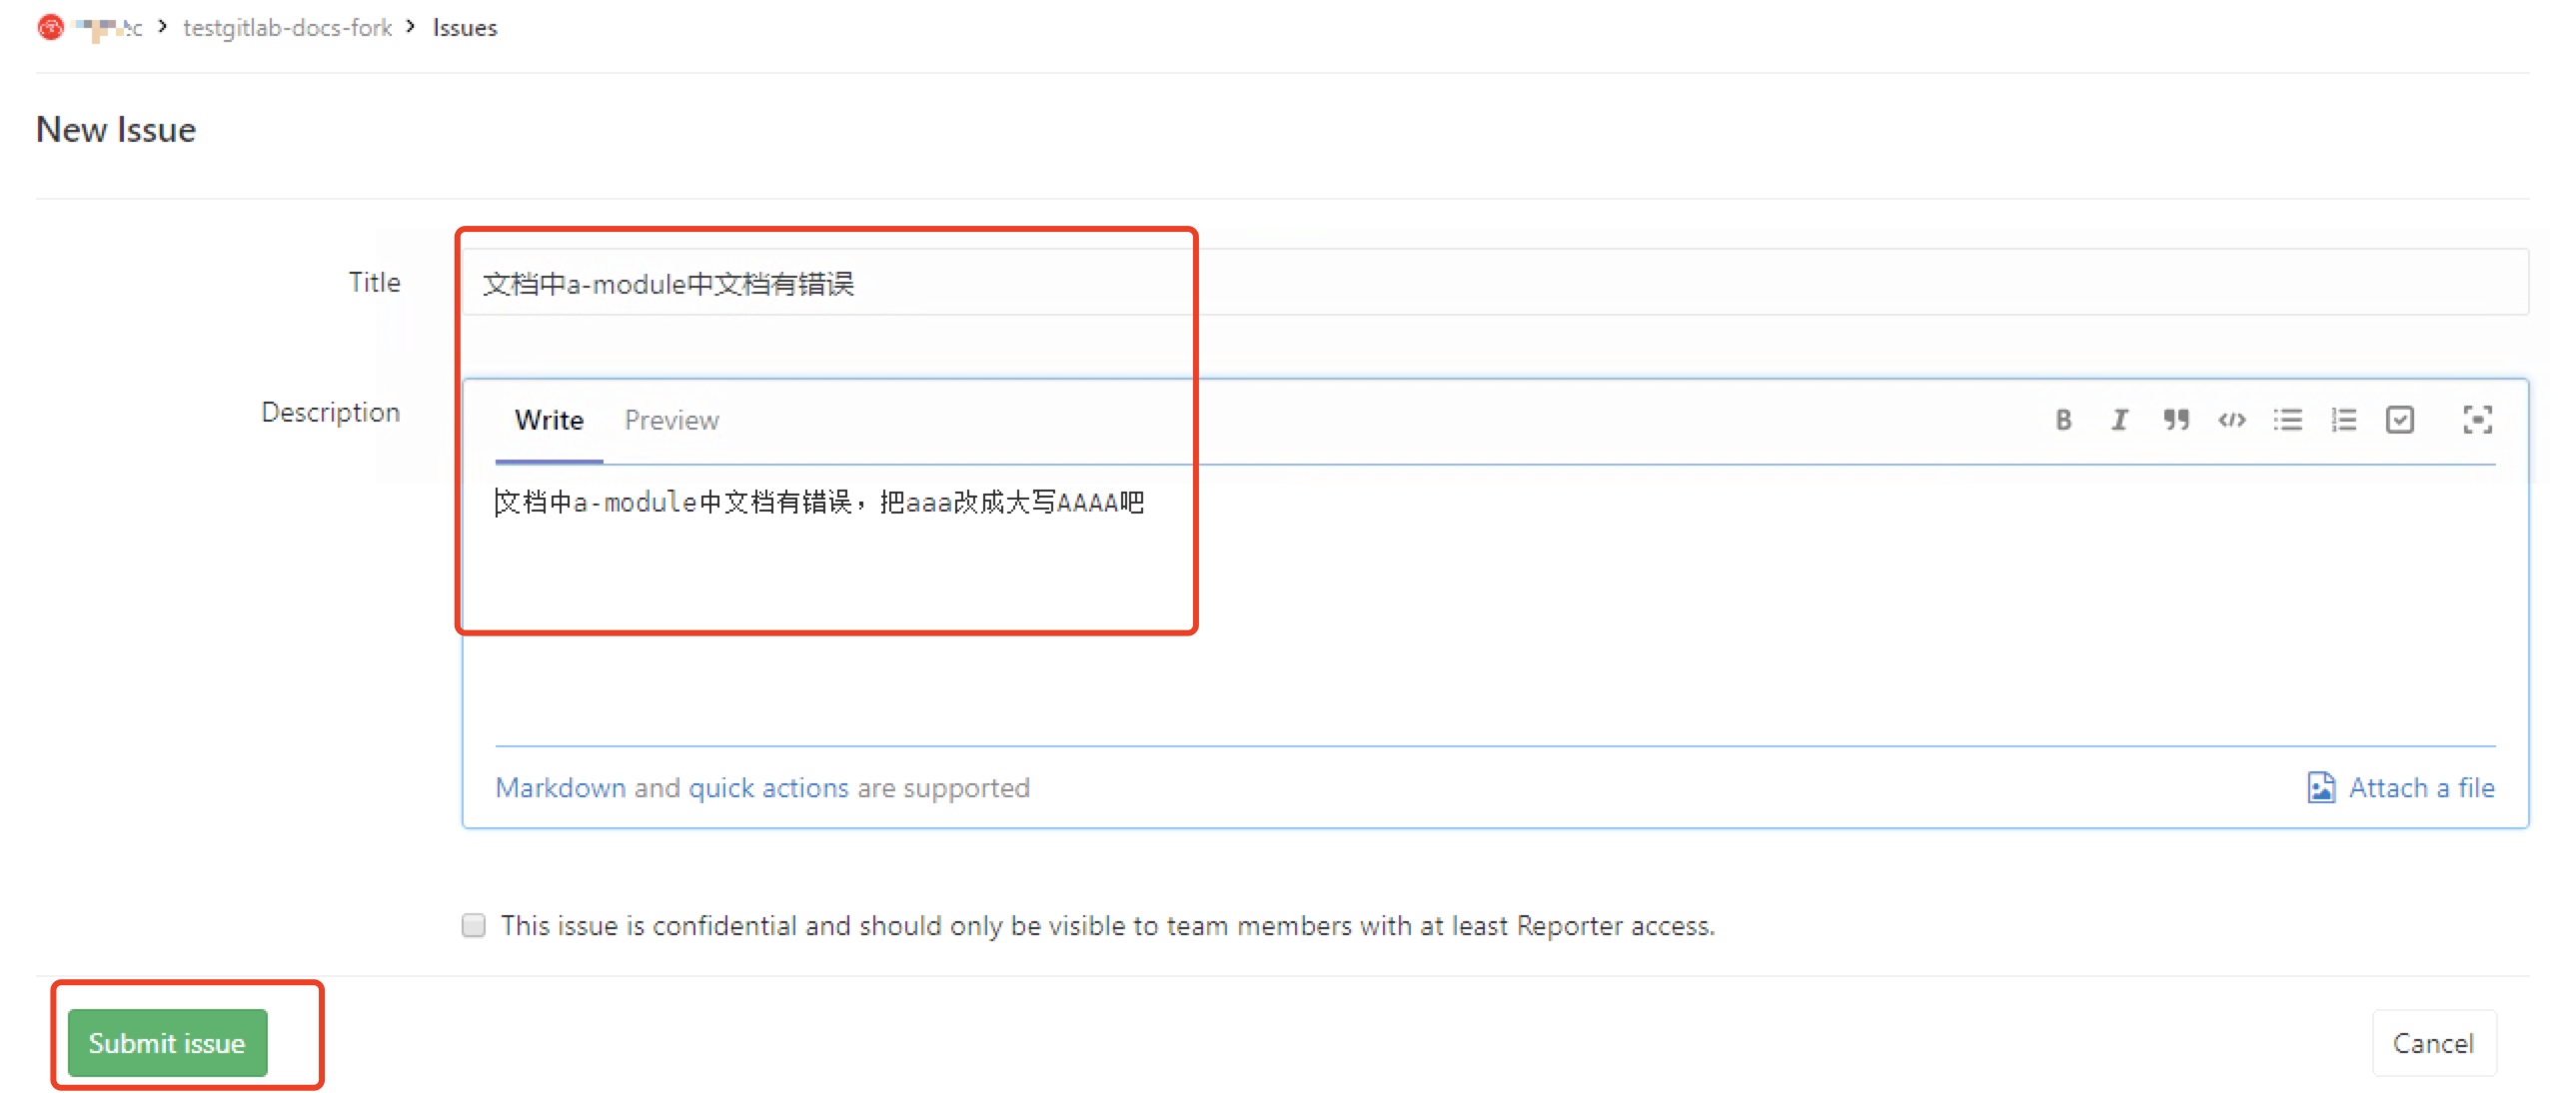 testgitlab-docs-fork > Issues
New Issue
Title
文档中a-module中文档有错误
Description
Write Preview
文档中a-module中文档有错误，把aaa改成大写AAAA吧
Markdown and quick actions are supported
Attach a file
This issue is confidential and should only be visible to team members with at least Reporter access.
Submit issue
Cancel